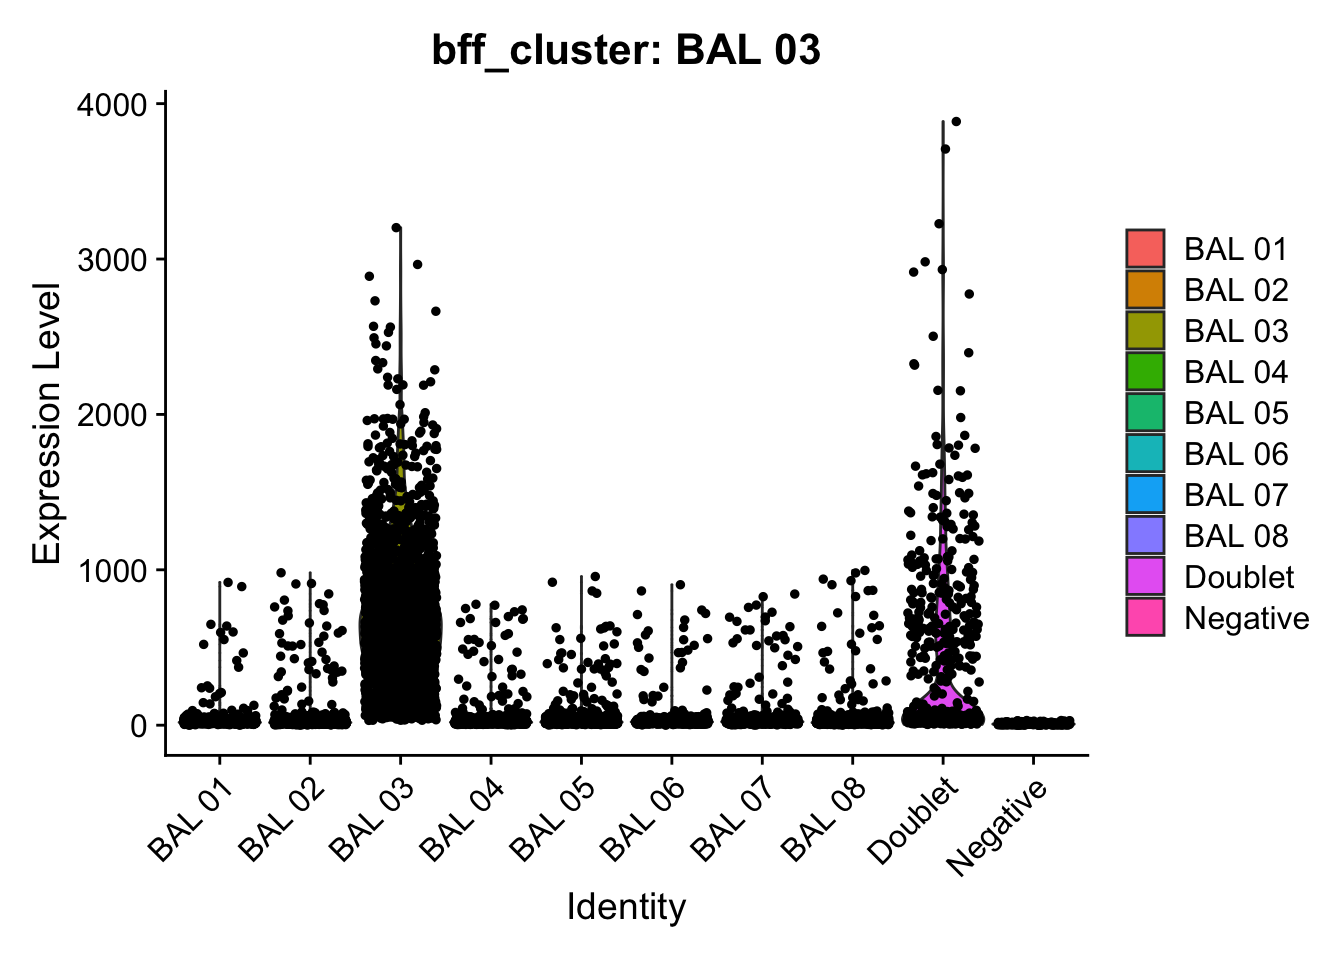 bff_cluster: BAL 03
Expression Level
4000
3000
2000
1000
0
BAL 01
BAL 02
BAL 03
BAL 04
BAL 05
BAL 06
BAL 07
BAL 08
Doublet
Negative
Identity
BAL 01
BAL 02
BAL 03
BAL 04
BAL 05
BAL 06
BAL 07
BAL 08
Doublet
Negative